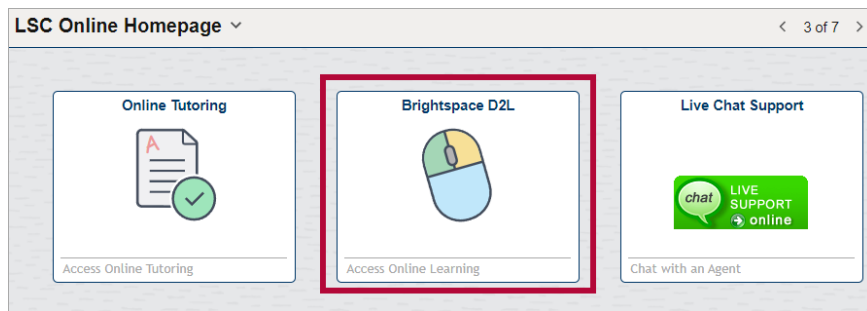 LSC Online Homepage
3 of 7
Online Tutoring
A
Access Online Tutoring
Brightspace D2L
Access Online Learning
Live Chat Support
chat
LIVE
SUPPORT
online
Chat with an Agent